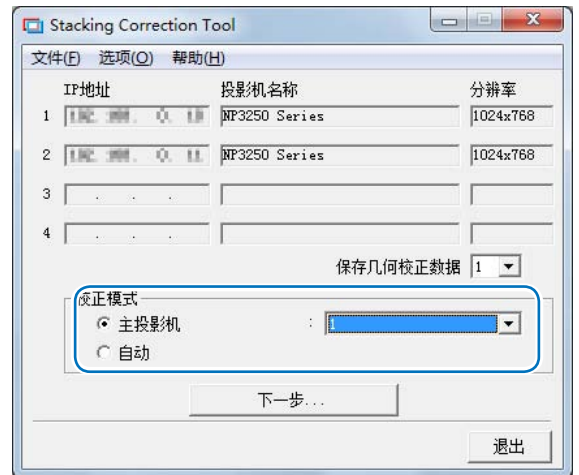 Stacking Correction Tool
文件(F) 选项(O) 帮助(H)
IP地址 投影机名称 分辨率
1 NP3250 Series 1024x768
2 NP3250 Series 1024x768
3 . . .
4 . . .
保存几何校正数据 1
校正模式
主投影机 : 1
自动
下一步...
退出